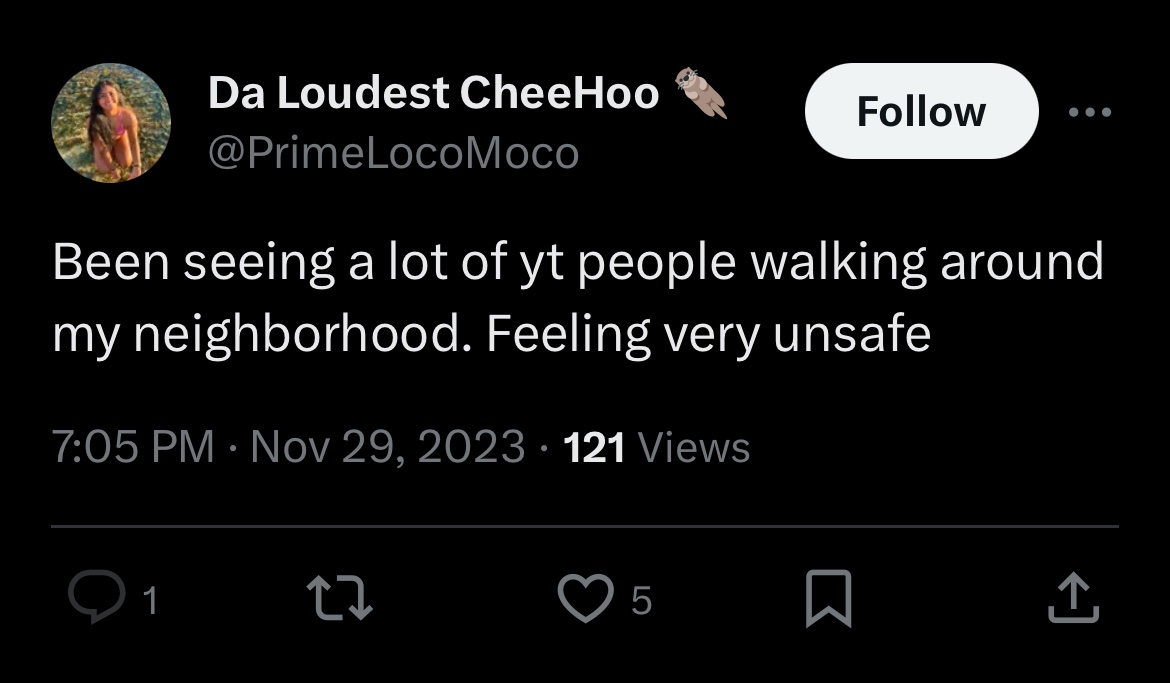 Da Loudest CheeHoo 🦦
@PrimeLocoMoco
Follow
Been seeing a lot of yt people walking around
my neighborhood. Feeling very unsafe
7:05 PM · Nov 29, 2023 · 121 Views
1
5